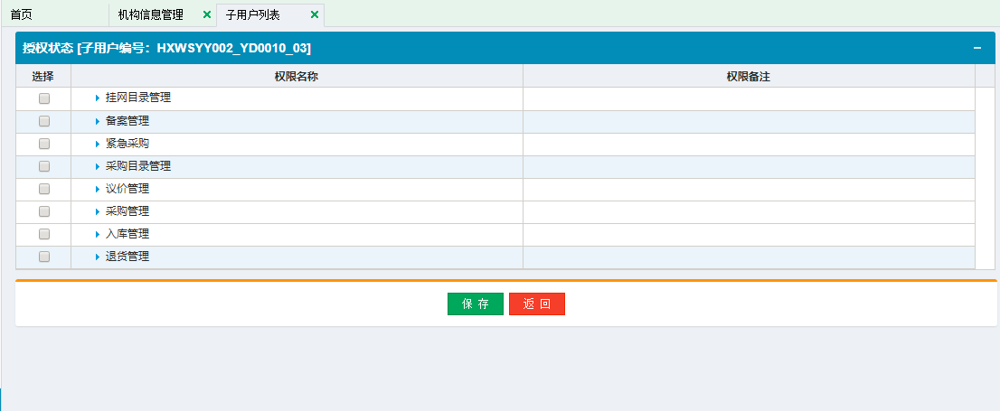 首页 机构信息管理 子用户列表
授权状态 [子用户编号：HXWSYY002_YD0010_03]
选择 权限名称 权限备注
挂网目录管理
备案管理
紧急采购
采购目录管理
议价管理
采购管理
入库管理
退货管理
保 存 返 回